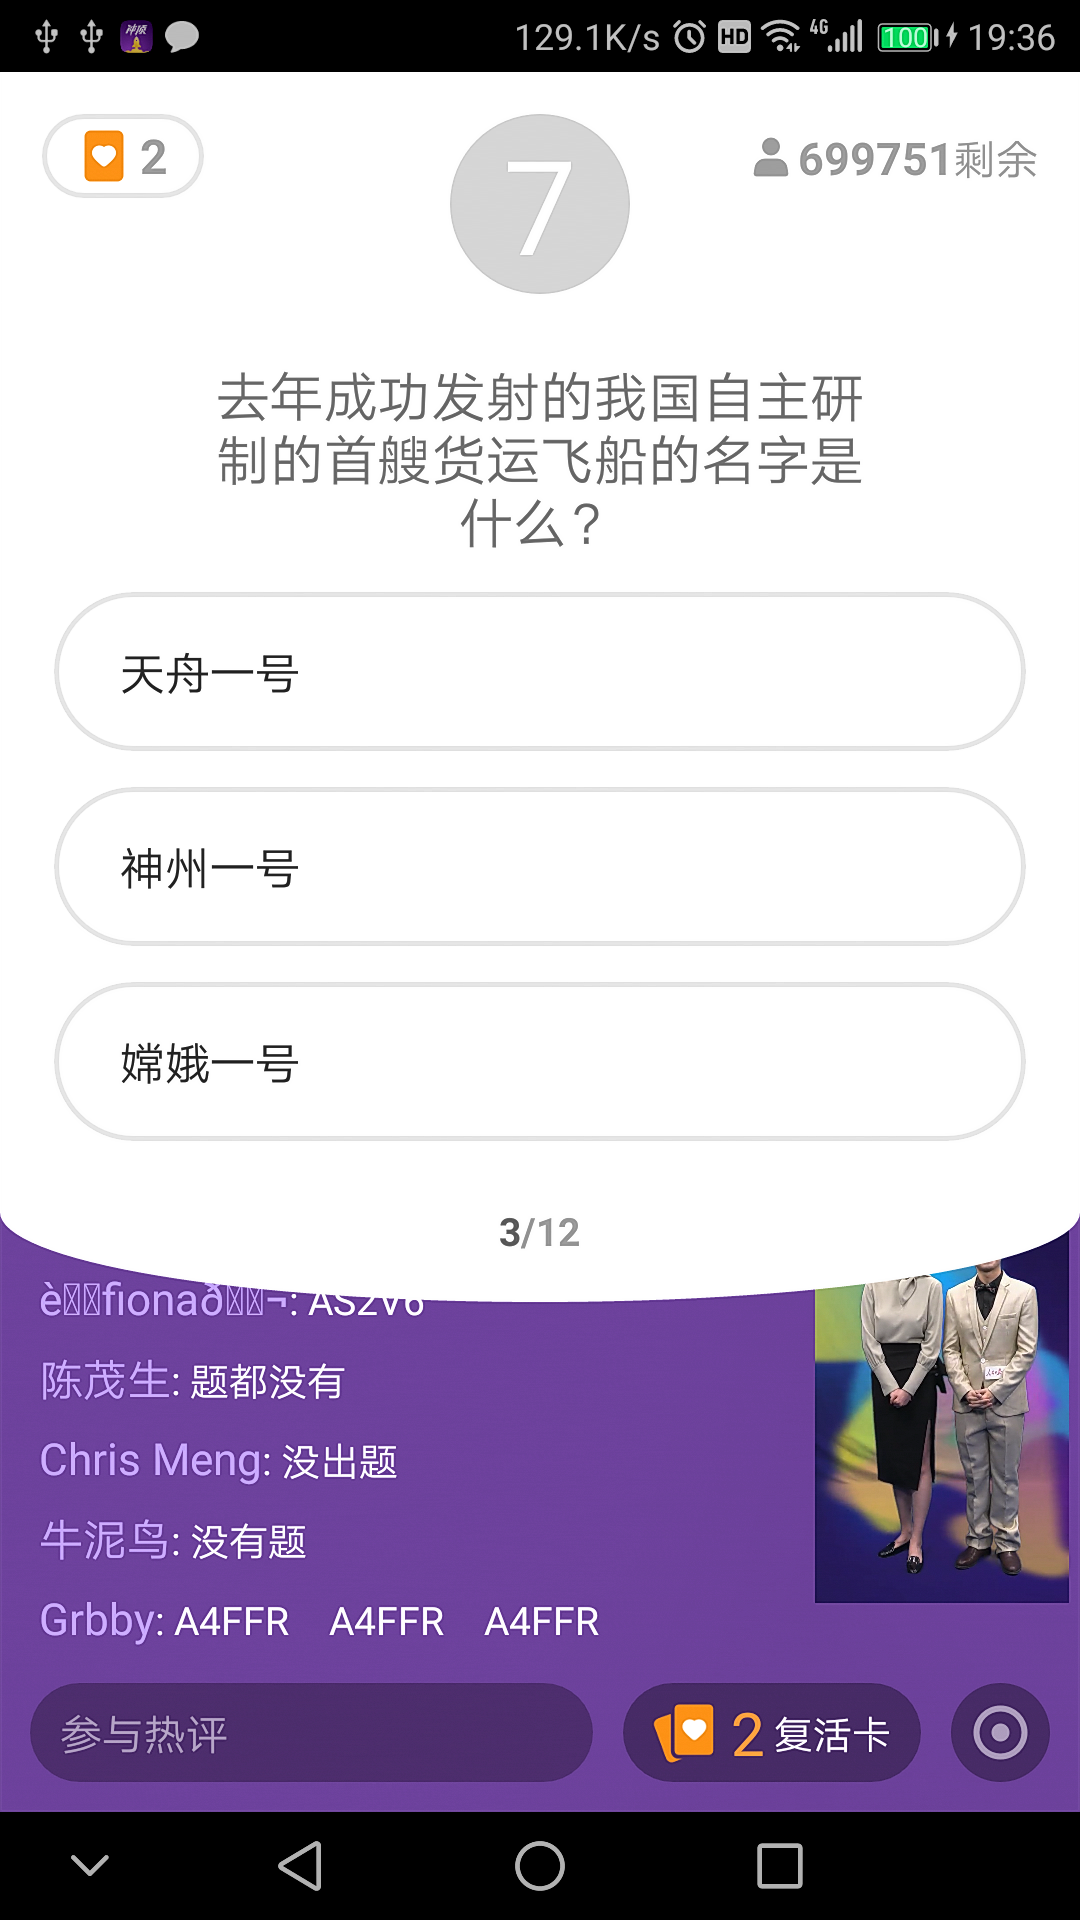 129.1K/s HD 4G 100 19:36
2
7
699751剩余
去年成功发射的我国自主研
制的首艘货运飞船的名字是
什么?
天舟一号
神州一号
嫦娥一号
3/12
陈茂生: 题都没有
Chris Meng: 没出题
牛泥鸟: 没有题
Grbby: A4FFR A4FFR A4FFR
参与热评
2 复活卡